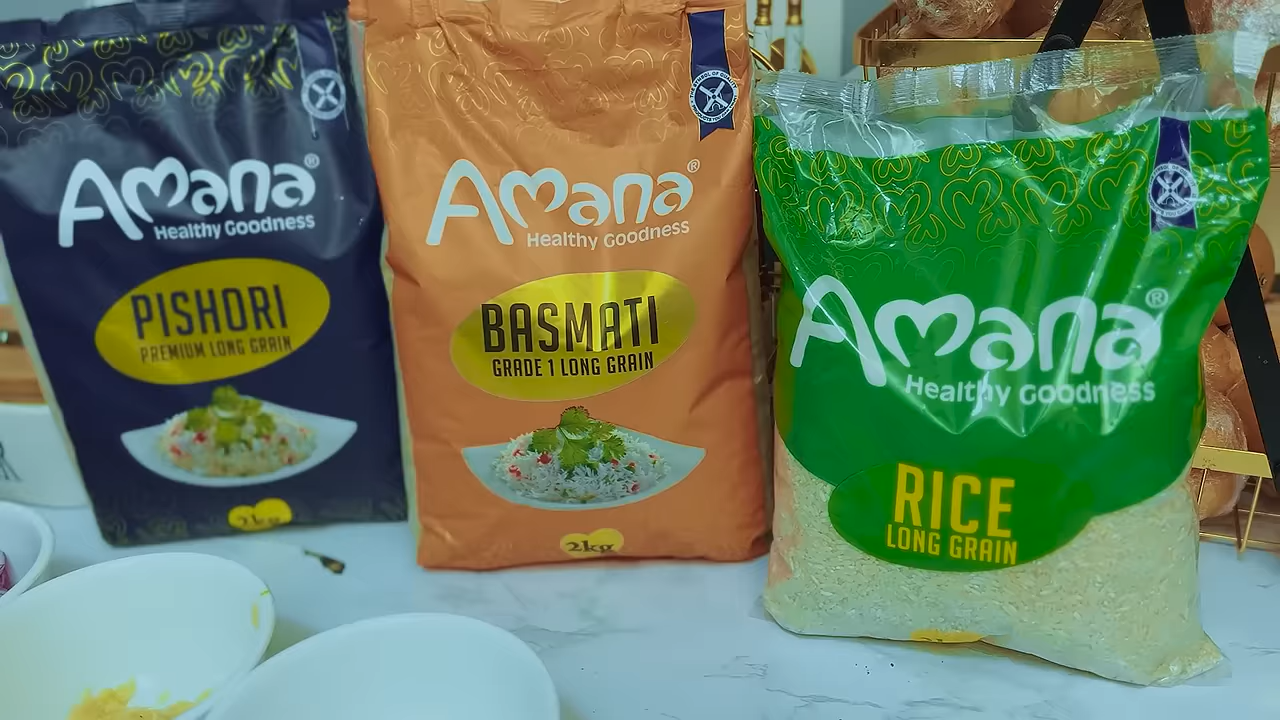 Amana®
Healthy Goodness
PISHORI
PREMIUM LONG GRAIN
2kg
Amana®
Healthy Goodness
BASMATI
GRADE 1 LONG GRAIN
2kg
Amana®
Healthy Goodness
RICE
LONG GRAIN